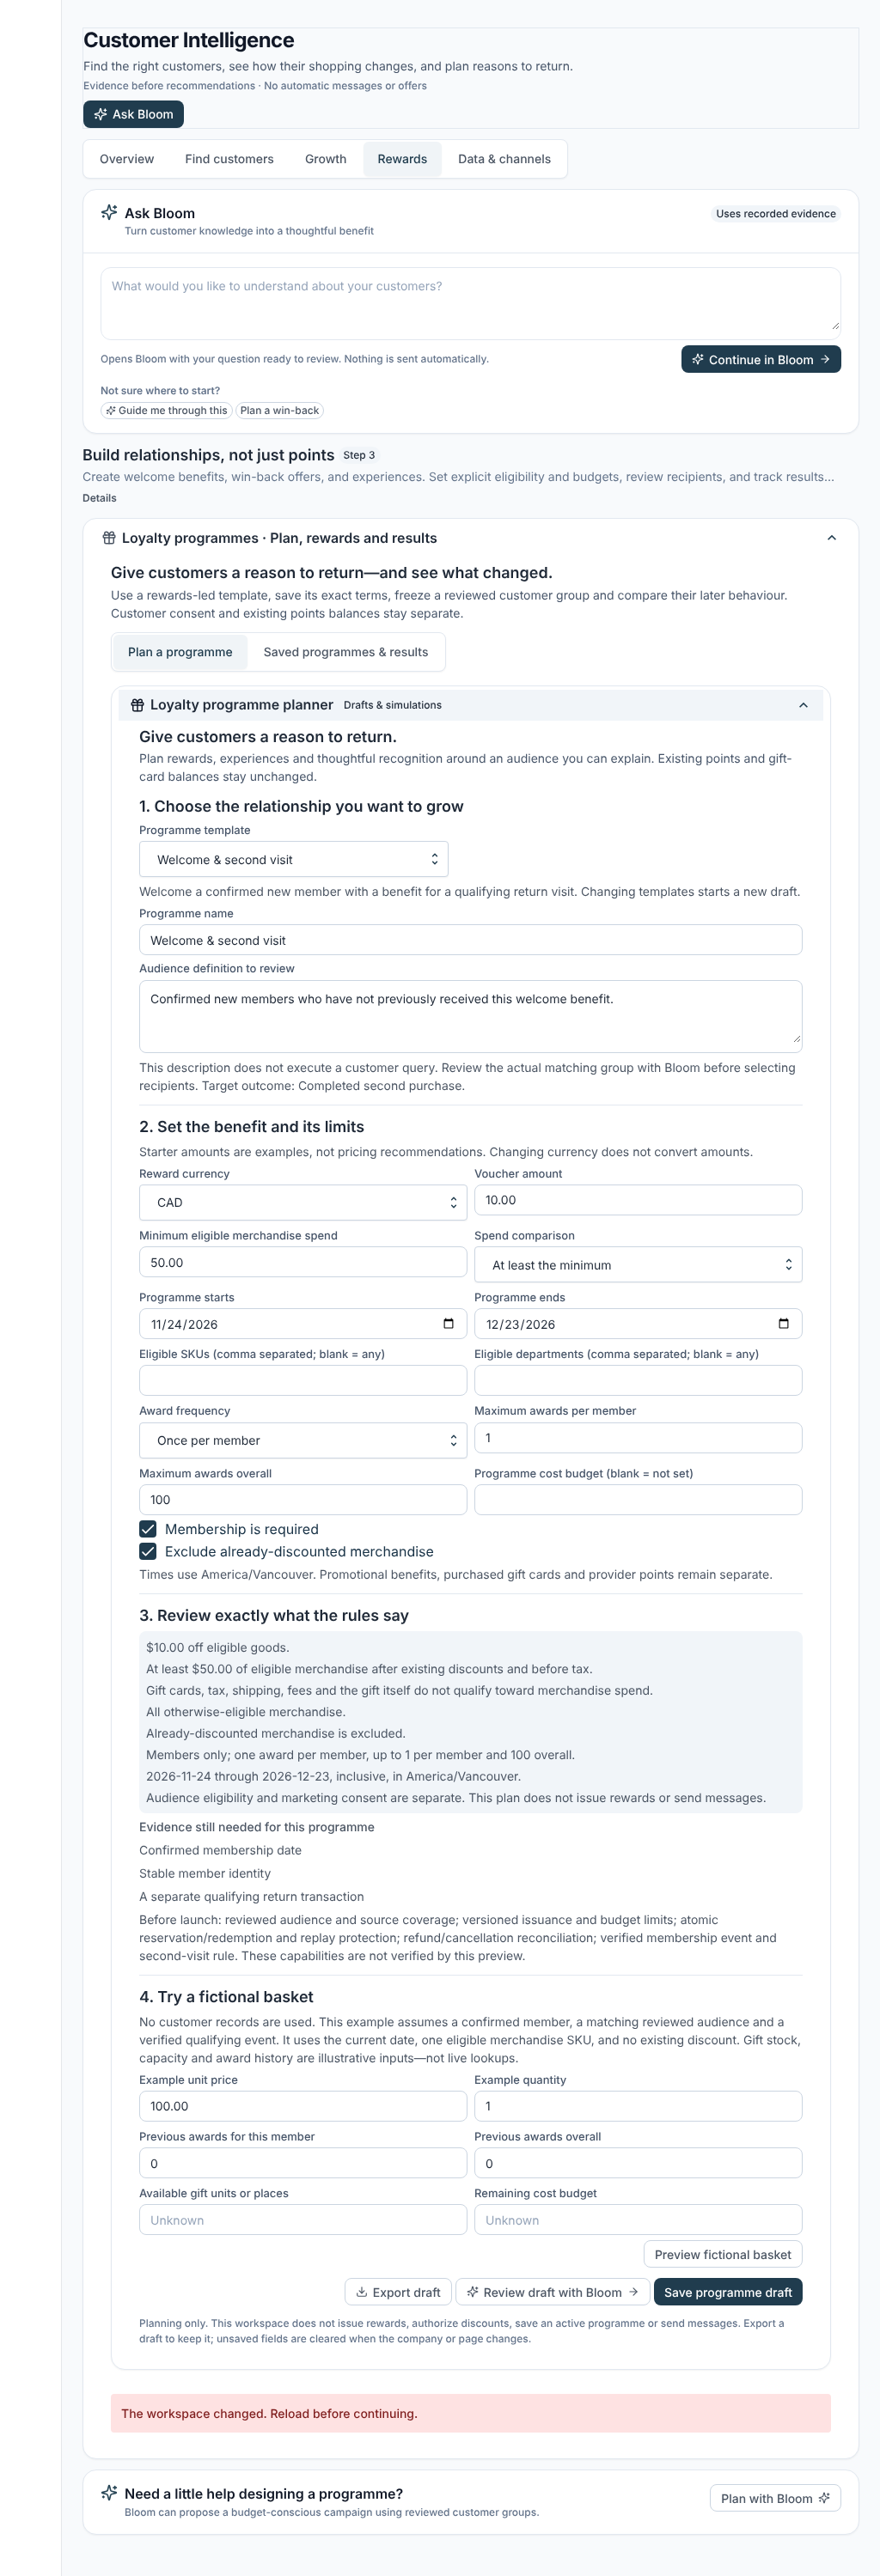 Customer Intelligence
Find the right customers, see how their shopping changes, and plan reasons to return.
Evidence before recommendations · No automatic messages or offers
Ask Bloom
Overview
Find customers
Growth
Rewards
Data & channels
Ask Bloom
Uses recorded evidence
Turn customer knowledge into a thoughtful benefit
What would you like to understand about your customers?
Opens Bloom with your question ready to review. Nothing is sent automatically.
Continue in Bloom
Not sure where to start?
Guide me through this
Plan a win-back
Build relationships, not just points
Step 3
Create welcome benefits, win-back offers, and experiences. Set explicit eligibility and budgets, review recipients, and track results...
Details
Loyalty programmes · Plan, rewards and results
Give customers a reason to return—and see what changed.
Use a rewards-led template, save its exact terms, freeze a reviewed customer group and compare their later behaviour.
Customer consent and existing points balances stay separate.
Plan a programme
Saved programmes & results
Loyalty programme planner
Drafts & simulations
Give customers a reason to return.
Plan rewards, experiences and thoughtful recognition around an audience you can explain. Existing points and gift-
card balances stay unchanged.
1. Choose the relationship you want to grow
Programme template
Welcome & second visit
Welcome a confirmed new member with a benefit for a qualifying return visit. Changing templates starts a new draft.
Programme name
Welcome & second visit
Audience definition to review
Confirmed new members who have not previously received this welcome benefit.
This description does not execute a customer query. Review the actual matching group with Bloom before selecting
recipients. Target outcome: Completed second purchase.
2. Set the benefit and its limits
Starter amounts are examples, not pricing recommendations. Changing currency does not convert amounts.
Reward currency
Voucher amount
CAD
10.00
Minimum eligible merchandise spend
Spend comparison
50.00
At least the minimum
Programme starts
Programme ends
11/24/2026
12/23/2026
Eligible SKUs (comma separated; blank = any)
Eligible departments (comma separated; blank = any)
Award frequency
Maximum awards per member
Once per member
1
Maximum awards overall
Programme cost budget (blank = not set)
100
Membership is required
Exclude already-discounted merchandise
Times use America/Vancouver. Promotional benefits, purchased gift cards and provider points remain separate.
3. Review exactly what the rules say
$10.00 off eligible goods.
At least $50.00 of eligible merchandise after existing discounts and before tax.
Gift cards, tax, shipping, fees and the gift itself do not qualify toward merchandise spend.
All otherwise-eligible merchandise.
Already-discounted merchandise is excluded.
Members only; one award per member, up to 1 per member and 100 overall.
2026-11-24 through 2026-12-23, inclusive, in America/Vancouver.
Audience eligibility and marketing consent are separate. This plan does not issue rewards or send messages.
Evidence still needed for this programme
Confirmed membership date
Stable member identity
A separate qualifying return transaction
Before launch: reviewed audience and source coverage; versioned issuance and budget limits; atomic
reservation/redemption and replay protection; refund/cancellation reconciliation; verified membership event and
second-visit rule. These capabilities are not verified by this preview.
4. Try a fictional basket
No customer records are used. This example assumes a confirmed member, a matching reviewed audience and a
verified qualifying event. It uses the current date, one eligible merchandise SKU, and no existing discount. Gift stock,
capacity and award history are illustrative inputs—not live lookups.
Example unit price
Example quantity
100.00
1
Previous awards for this member
Previous awards overall
0
0
Available gift units or places
Remaining cost budget
Unknown
Unknown
Preview fictional basket
Export draft
Review draft with Bloom
Save programme draft
Planning only. This workspace does not issue rewards, authorize discounts, save an active programme or send messages. Export a
draft to keep it; unsaved fields are cleared when the company or page changes.
The workspace changed. Reload before continuing.
Need a little help designing a programme?
Bloom can propose a budget-conscious campaign using reviewed customer groups.
Plan with Bloom